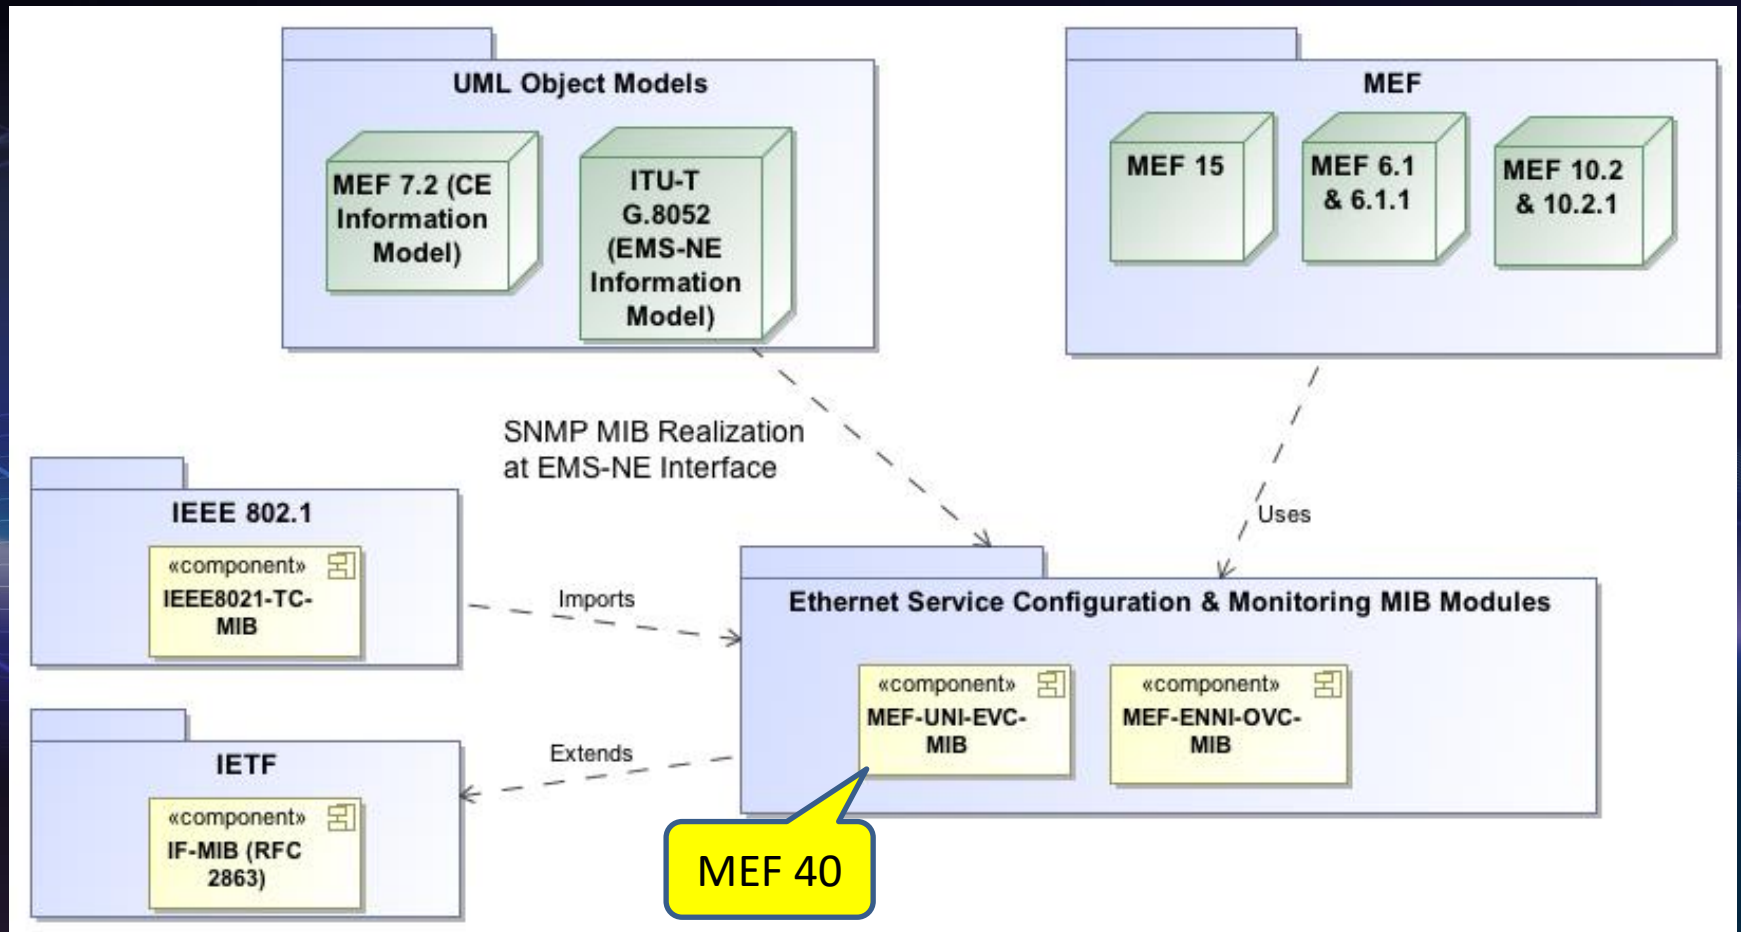 UML Object Models
MEF 7.2 (CE
Information
Model)
ITU-T
G.8052
(EMS-NE
Information
Model)
MEF
MEF 15
MEF 6.1
& 6.1.1
MEF 10.2
& 10.2.1
SNMP MIB Realization
at EMS-NE Interface
Uses
IEEE 802.1
«component»
IEEE8021-TC-
MIB
Imports
Ethernet Service Configuration & Monitoring MIB Modules
«component»
MEF-UNI-EVC-
MIB
«component»
MEF-ENNI-OVC-
MIB
Extends
IETF
«component»
IF-MIB (RFC
2863)
MEF 40